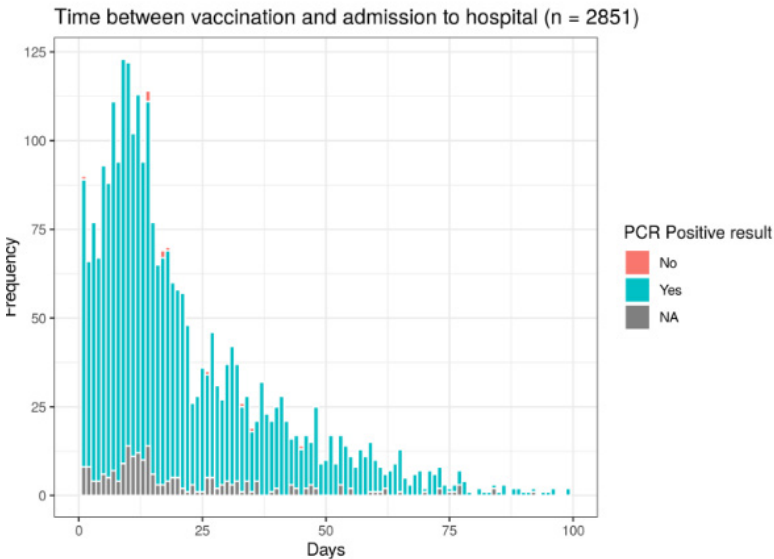 Time between vaccination and admission to hospital (n = 2851)
125
100
75
50
25
0
Frequency
0 25 50 75 100
Days
PCR Positive result
No
Yes
NA